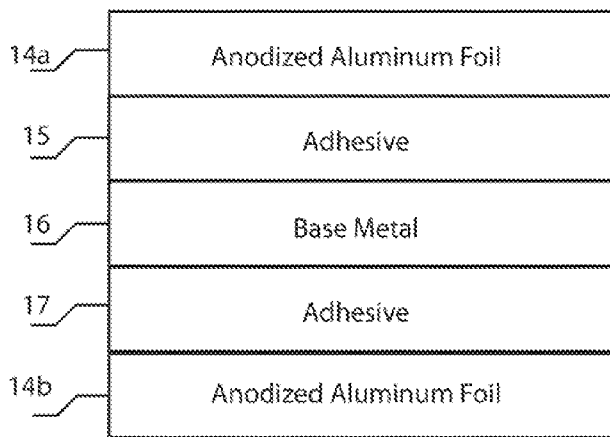 14a Anodized Aluminum Foil
15 Adhesive
16 Base Metal
17 Adhesive
14b Anodized Aluminum Foil